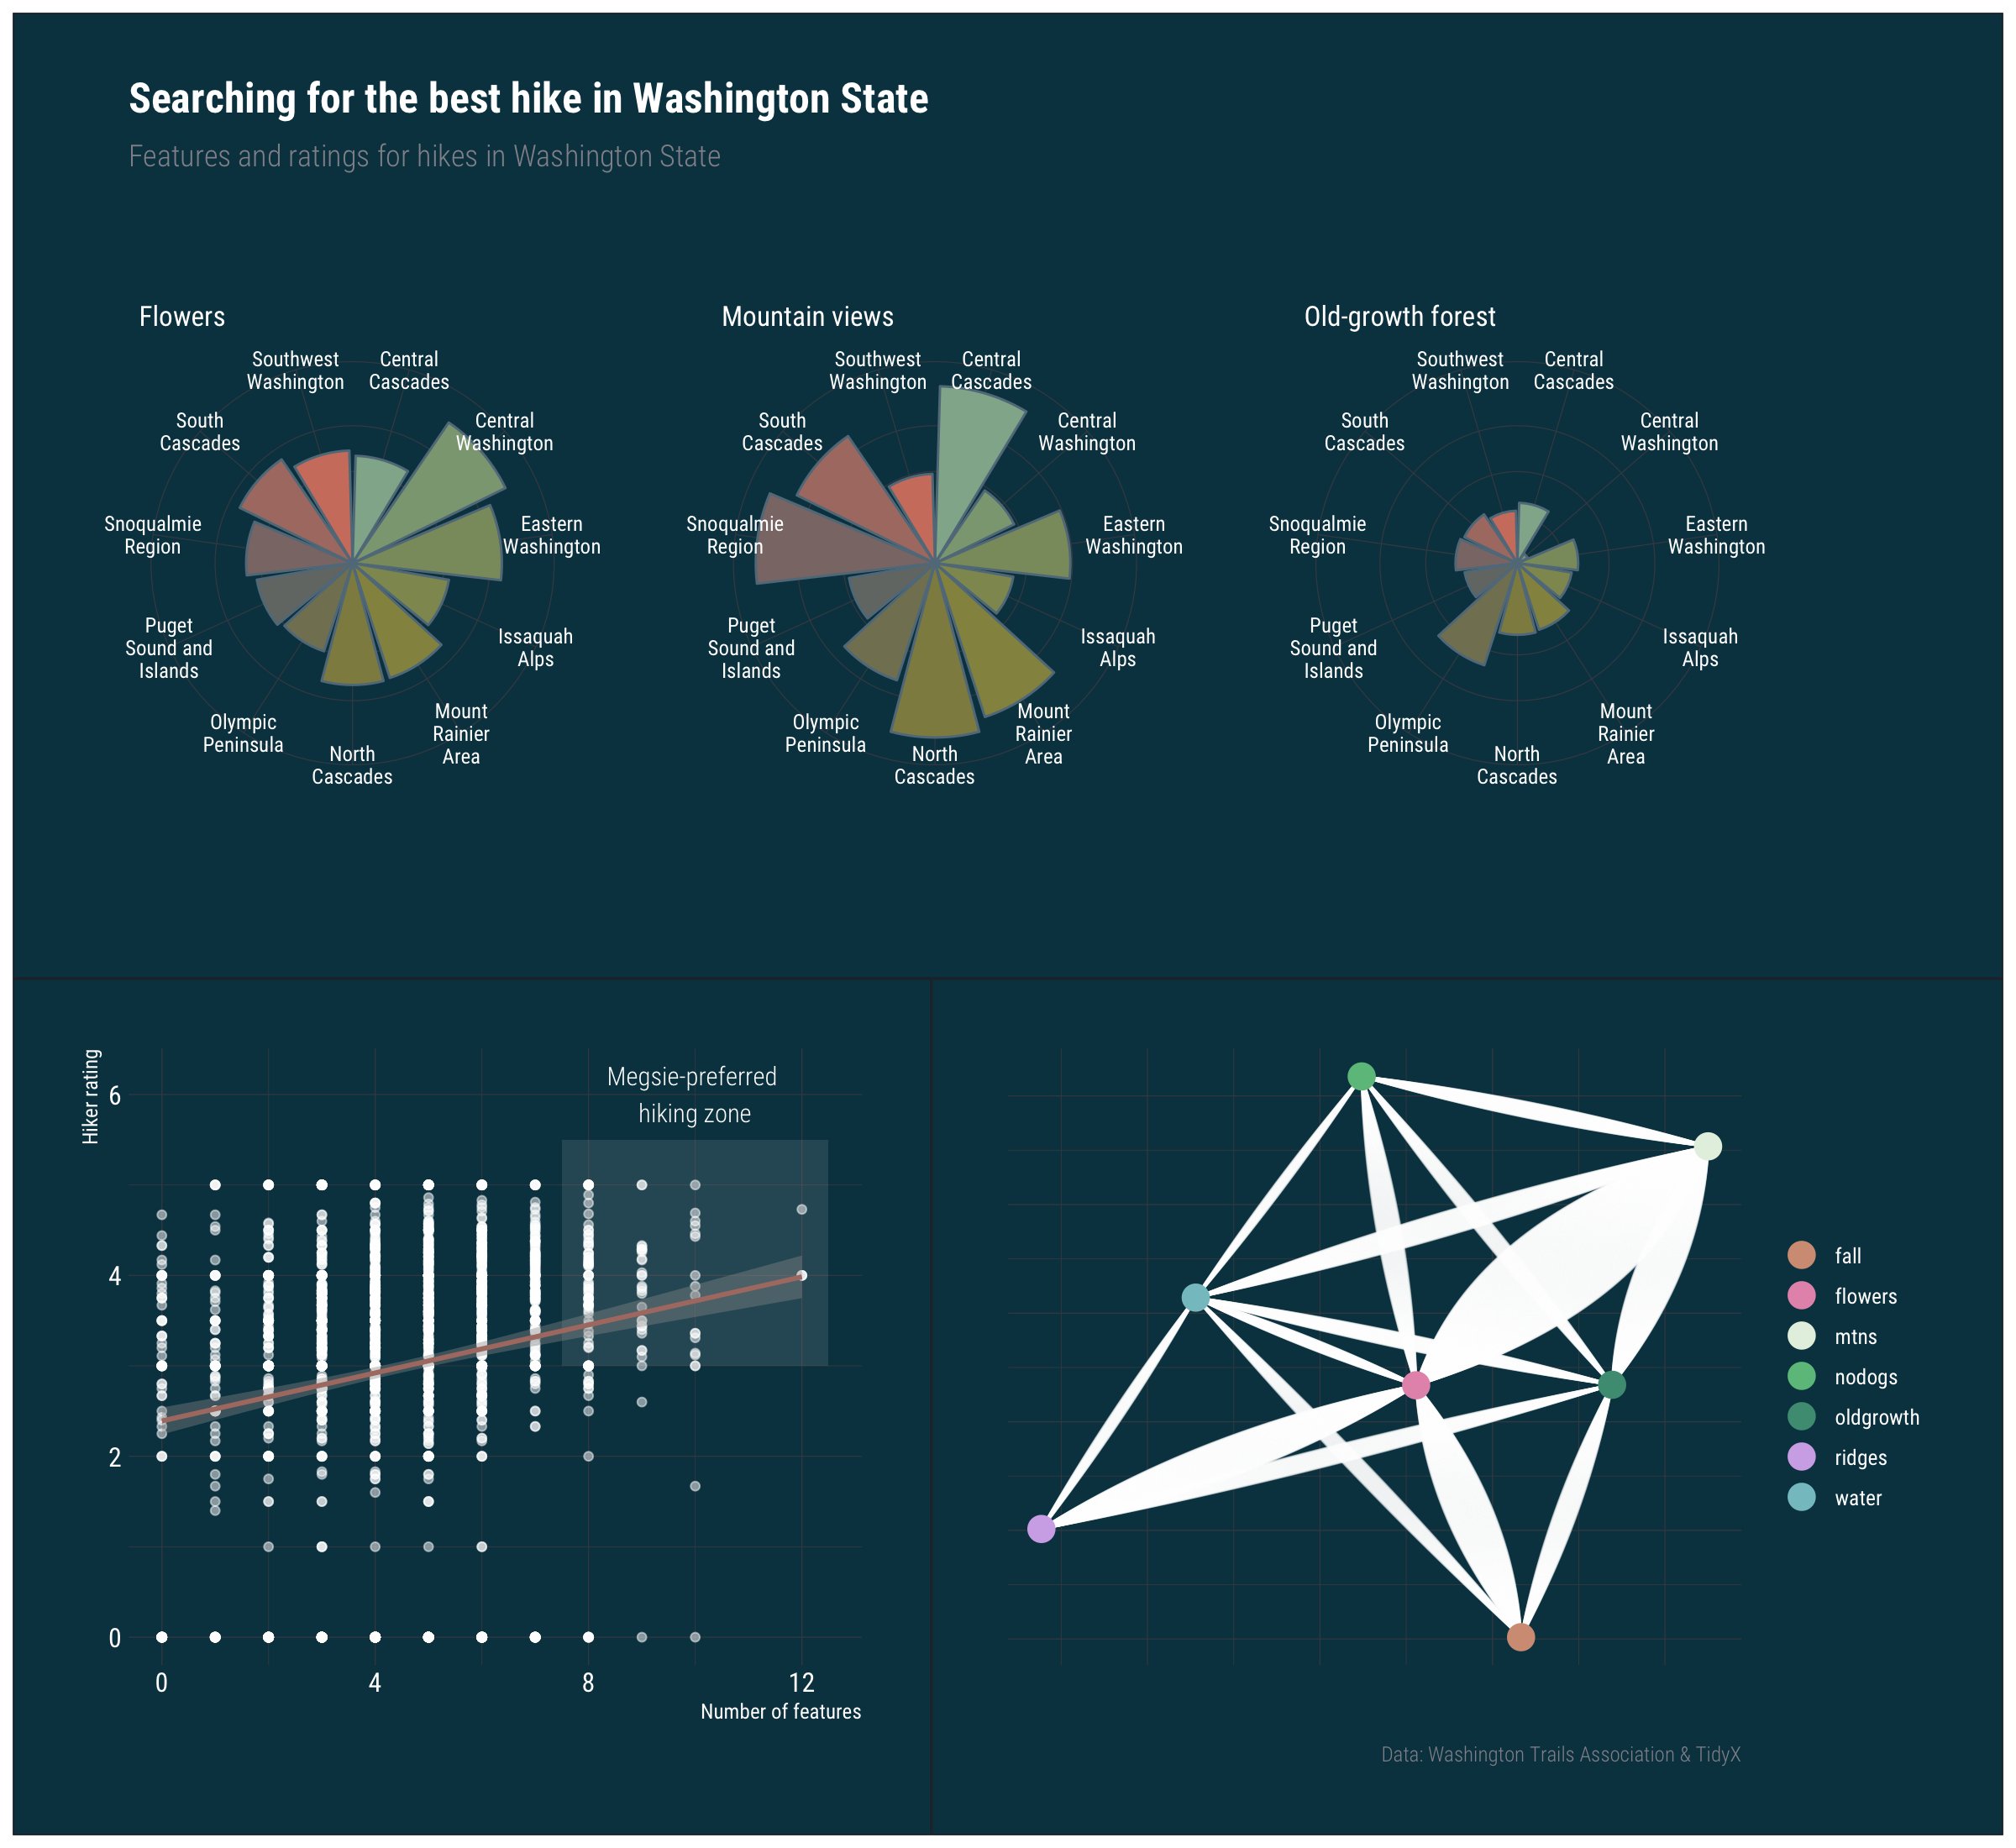 Searching for the best hike in Washington State
Features and ratings for hikes in Washington State
Flowers
Southwest
Washington
Central
Cascades
South
Cascades
Central
Washington
Snoqualmie
Region
Eastern
Washington
Puget
Sound and
Islands
Issaquah
Alps
Olympic
Peninsula
Mount
Rainier
Area
North
Cascades
Mountain views
Southwest
Washington
Central
Cascades
South
Cascades
Central
Washington
Snoqualmie
Region
Eastern
Washington
Puget
Sound and
Islands
Issaquah
Alps
Olympic
Peninsula
Mount
Rainier
Area
North
Cascades
Old-growth forest
Southwest
Washington
Central
Cascades
South
Cascades
Central
Washington
Snoqualmie
Region
Eastern
Washington
Puget
Sound and
Islands
Issaquah
Alps
Olympic
Peninsula
Mount
Rainier
Area
North
Cascades
Hiker rating
6
4
2
0
Megsie-preferred
hiking zone
0 4 8 12
Number of features
fall
flowers
mtns
nodogs
oldgrowth
ridges
water
Data: Washington Trails Association & TidyX